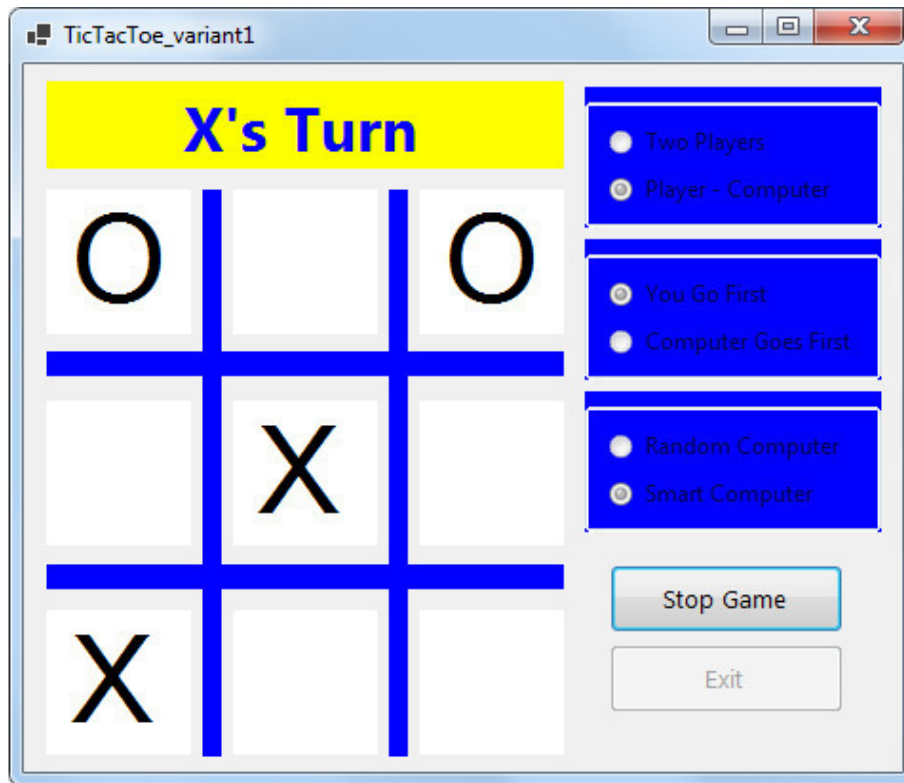 TicTacToe_variant1
X's Turn
Two Players
Player - Computer
O O
You Go First
Computer Goes First
X
Random Computer
Smart Computer
Stop Game
X
Exit